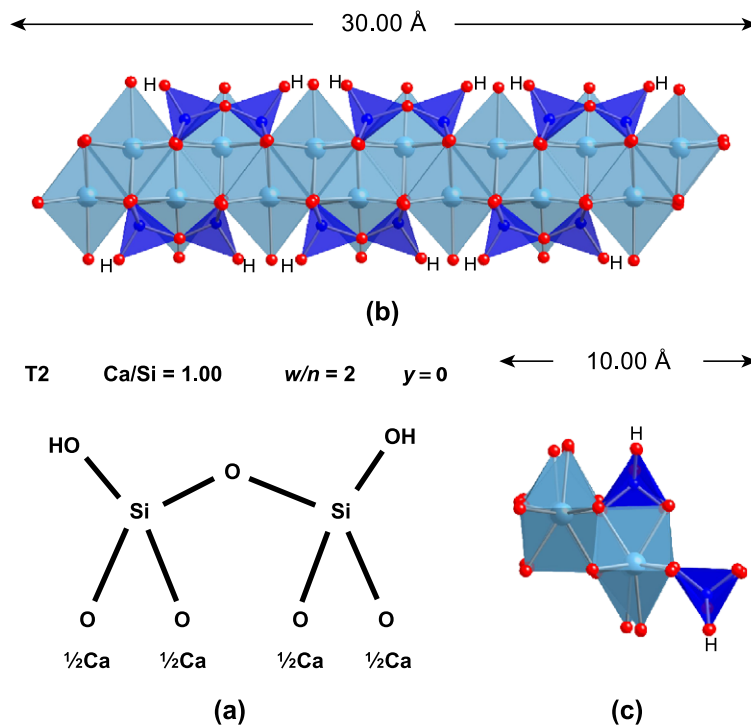 30.00 Å
H H H H
H H H H
(b)
T2 Ca/Si = 1.00 w/n = 2 y = 0
10.00 Å
HO OH
O
Si Si
O O O O
½Ca ½Ca ½Ca ½Ca
(a)
H
H
(c)